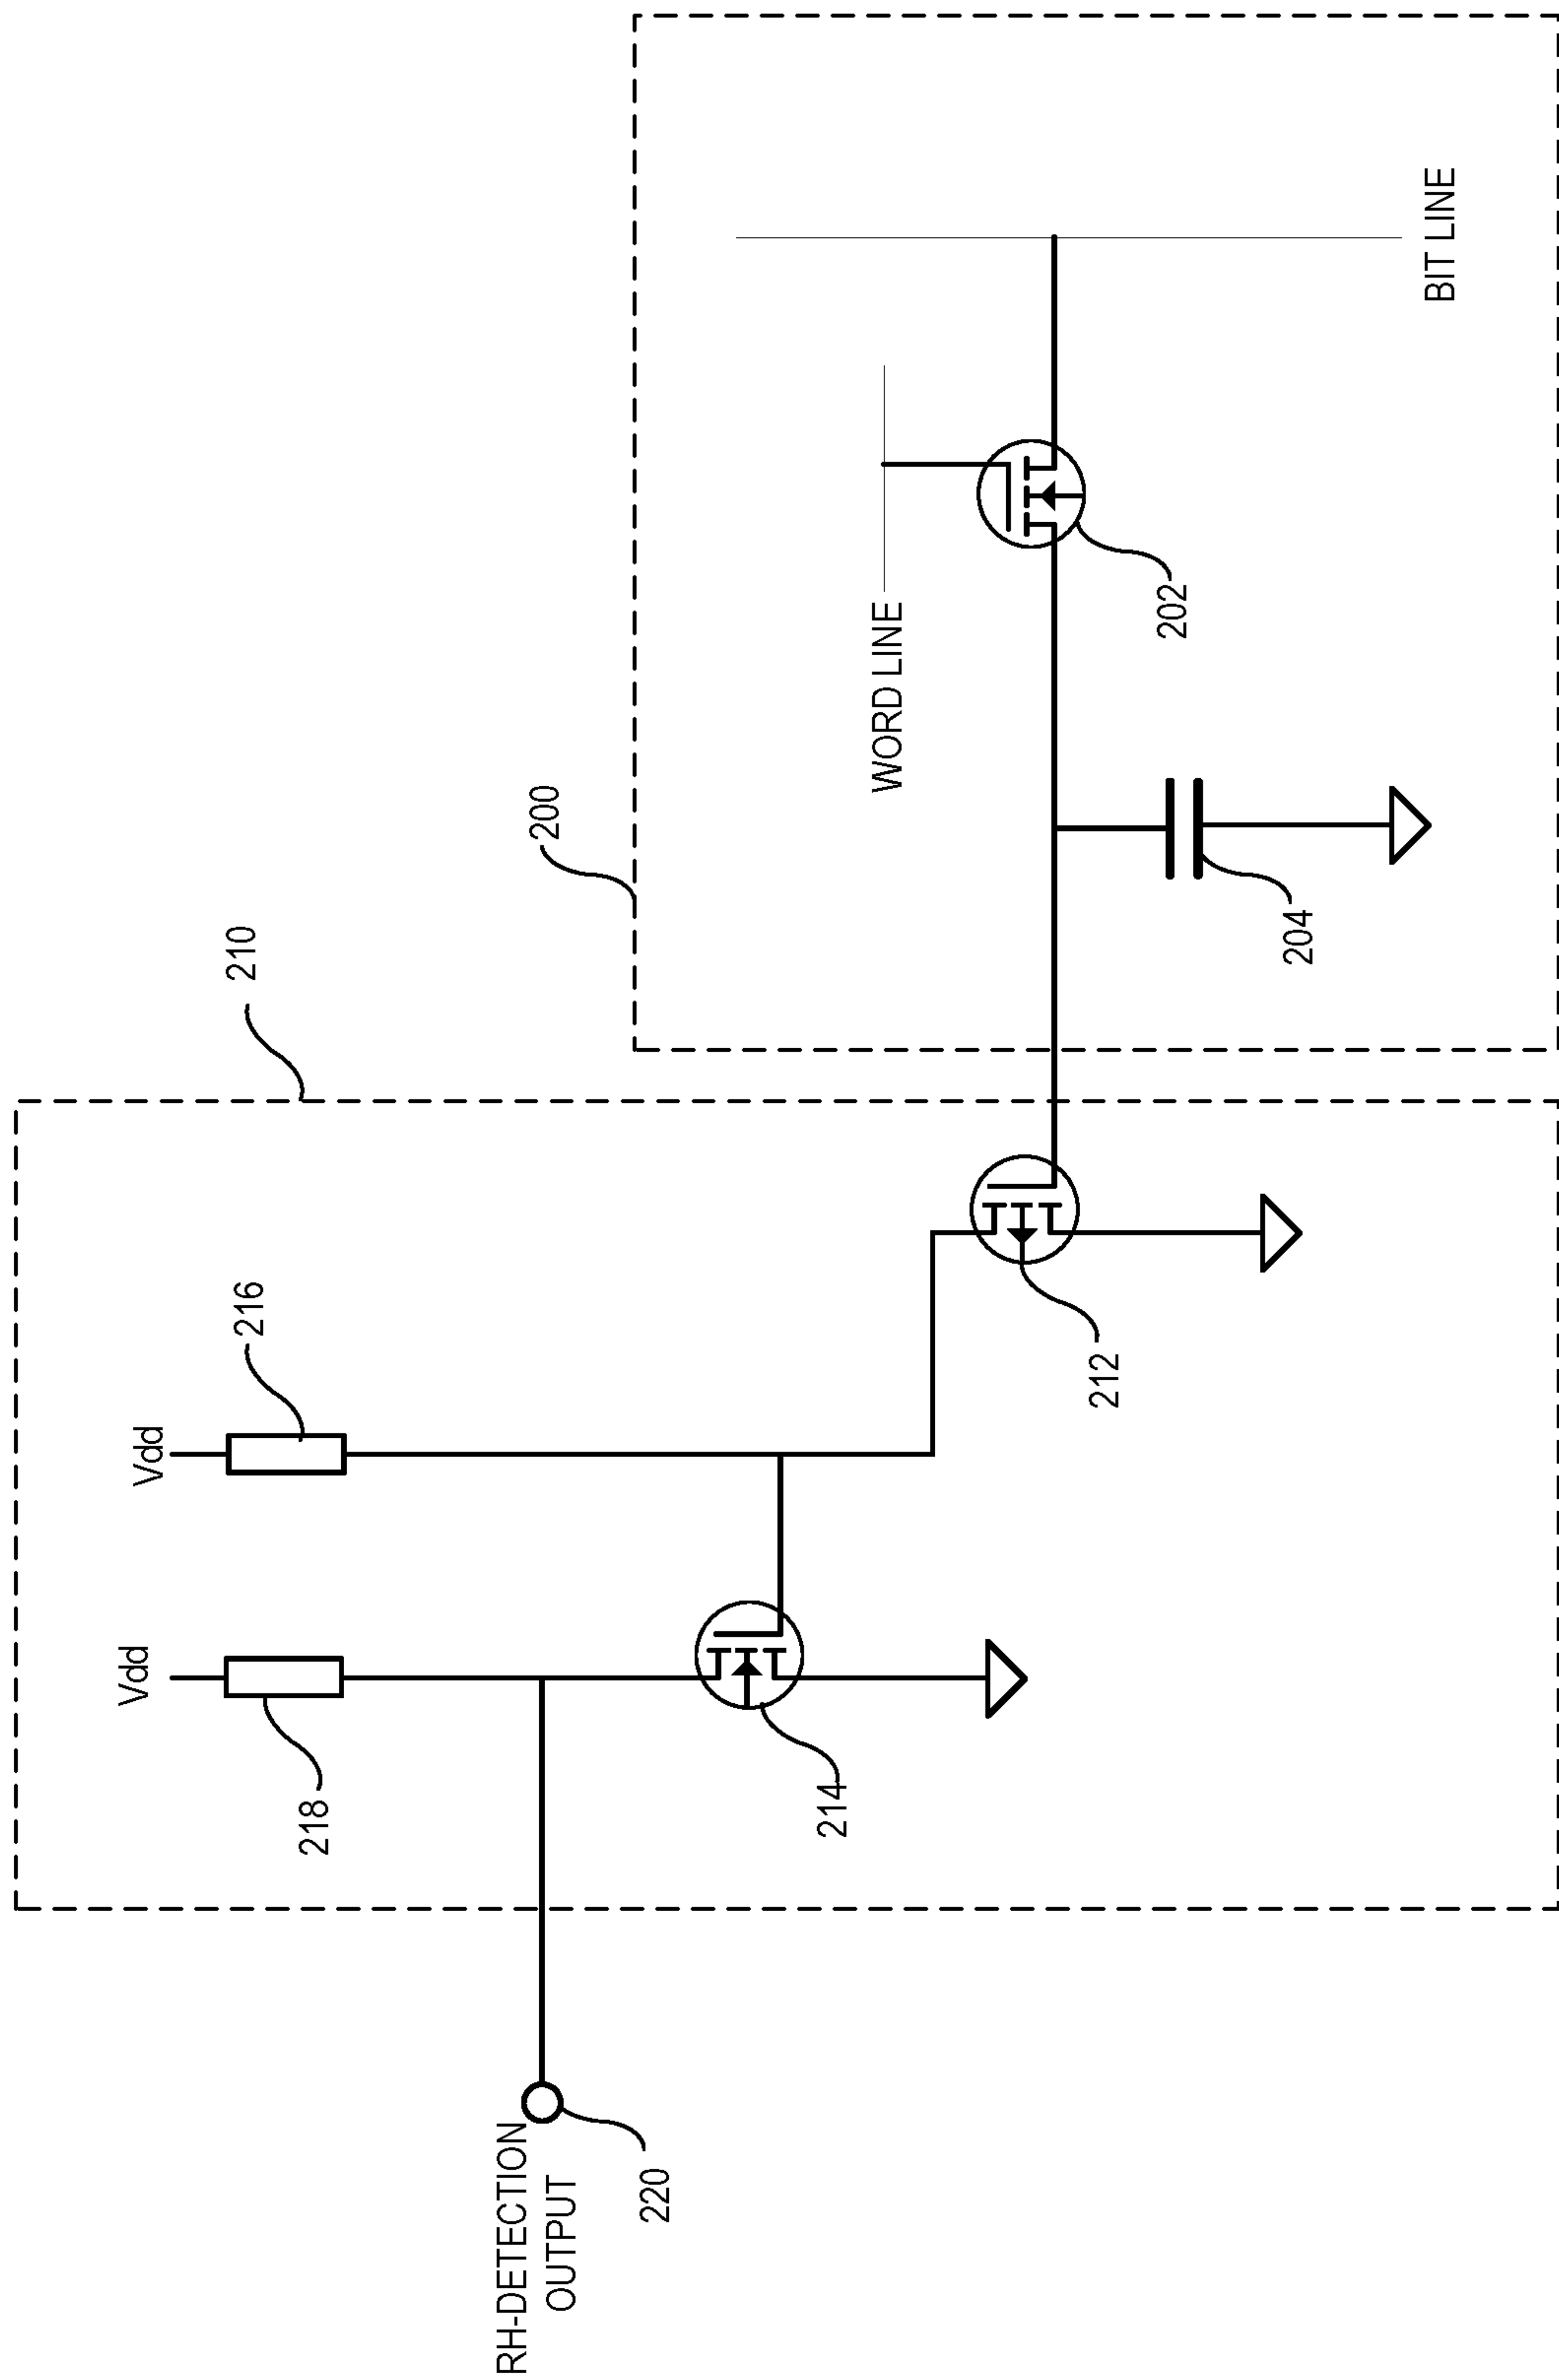 RH-DETECTION
OUTPUT
220
218
Vdd
214
216
Vdd
212
210
200
204
WORD LINE
202
BIT LINE